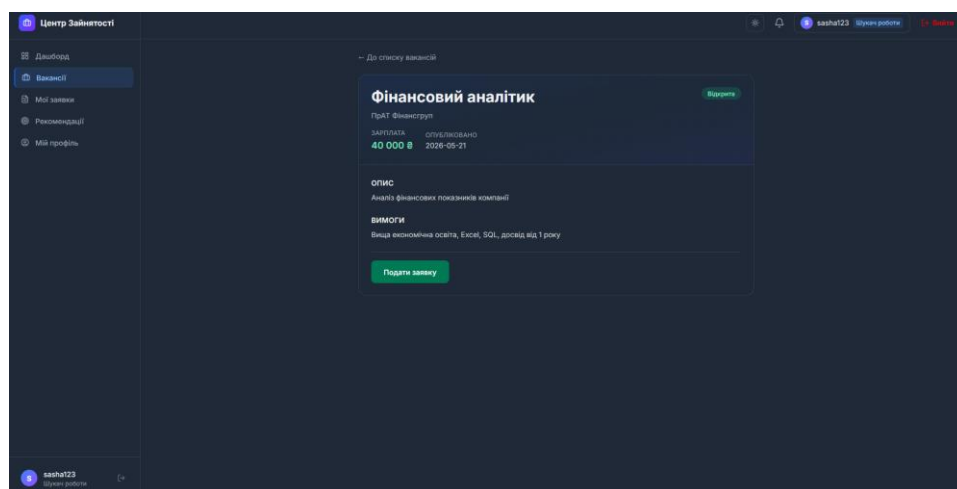 Центр Зайнятості
sasha123 Шукач роботи Вийти
Дашборд
Вакансії
Мої заявки
Рекомендації
Мій профіль
← До списку вакансій
Фінансовий аналітик
Відкрито
ПрАТ Фінансгруп
ЗАРПЛАТА
ОПУБЛІКОВАНО
40 000 ₴
2026-05-21
ОПИС
Аналіз фінансових показників компанії
ВИМОГИ
Вища економічна освіта, Excel, SQL, досвід від 1 року
Подати заявку
S
sasha123
Шукач роботи